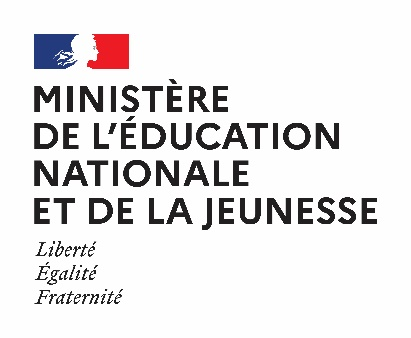 MINISTÈRE
DE L'ÉDUCATION
NATIONALE
ET DE LA JEUNESSE
Liberté
Égalité
Fraternité